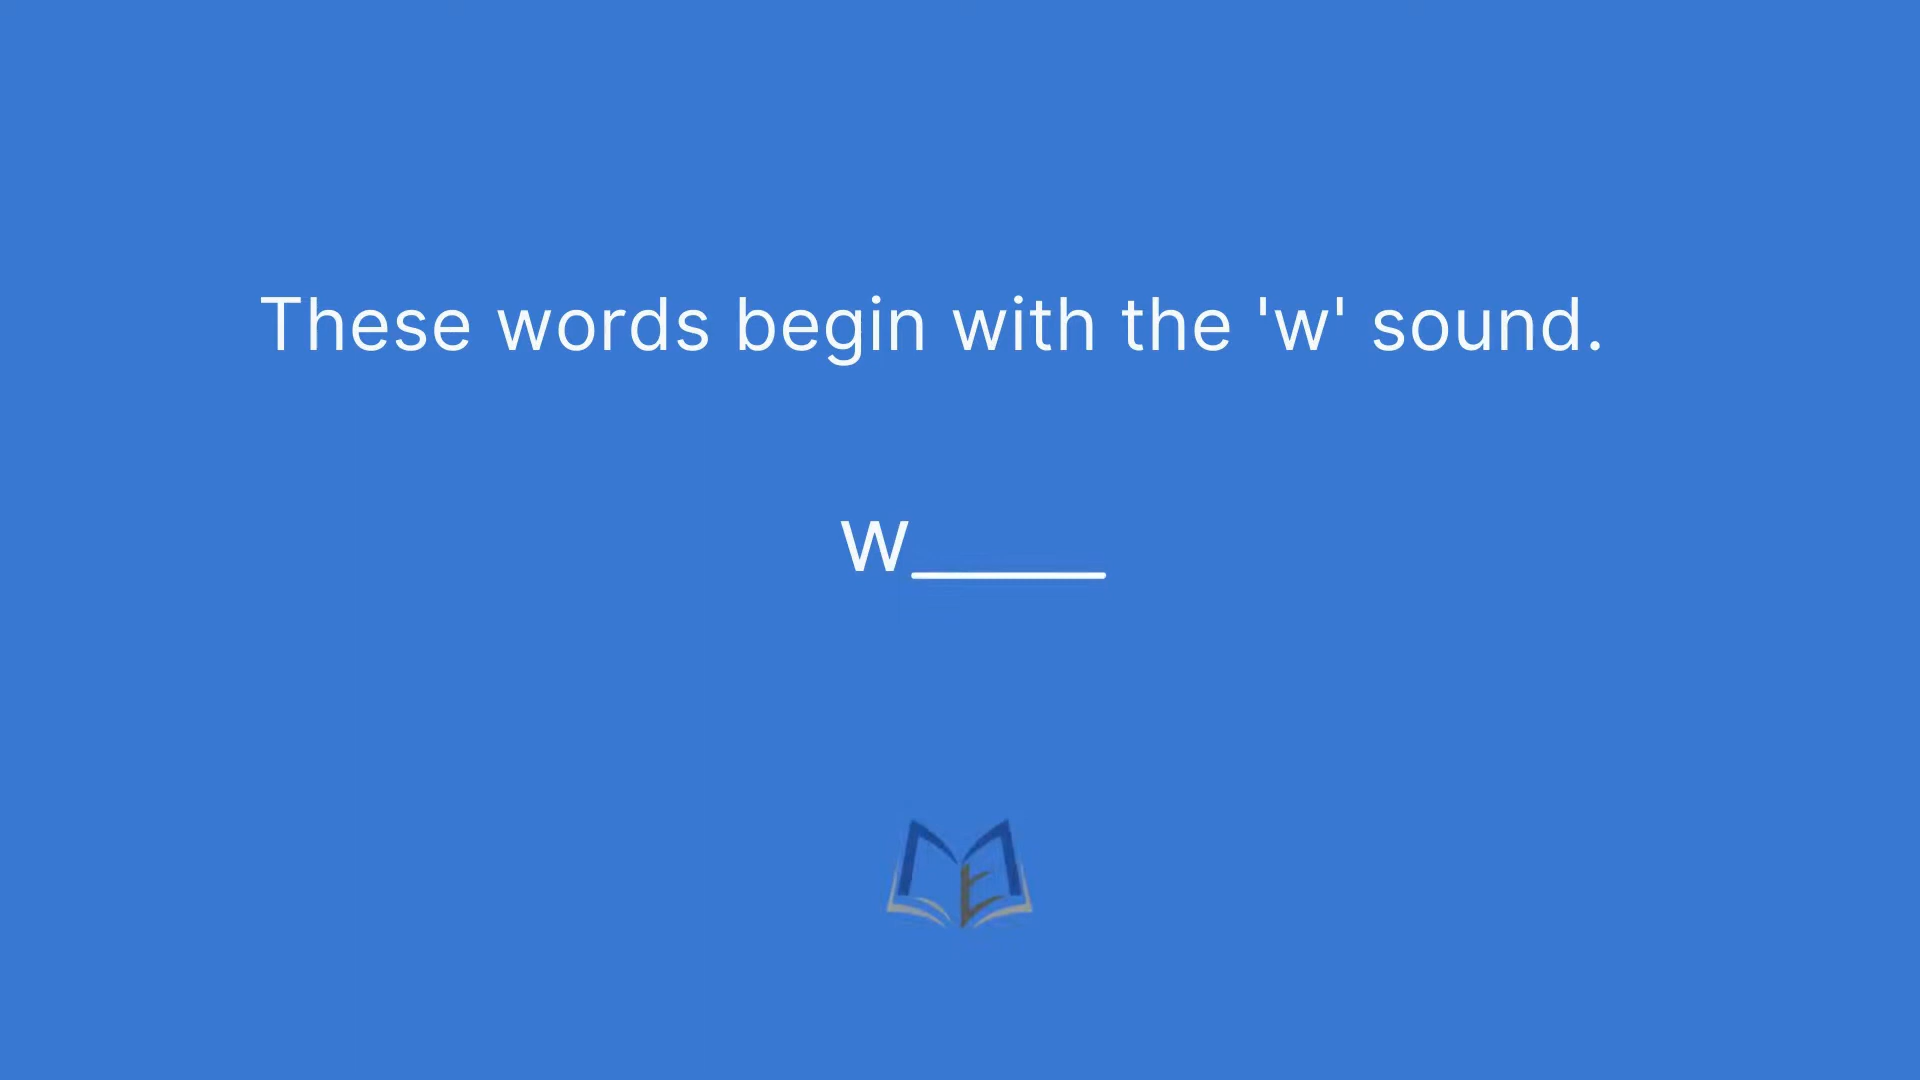 These words begin with the 'w' sound.
w_____